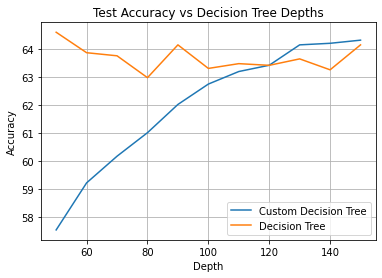 Test Accuracy vs Decision Tree Depths
Accuracy
64
63
62
61
60
59
58
60
80
100
120
140
Depth
Custom Decision Tree
Decision Tree